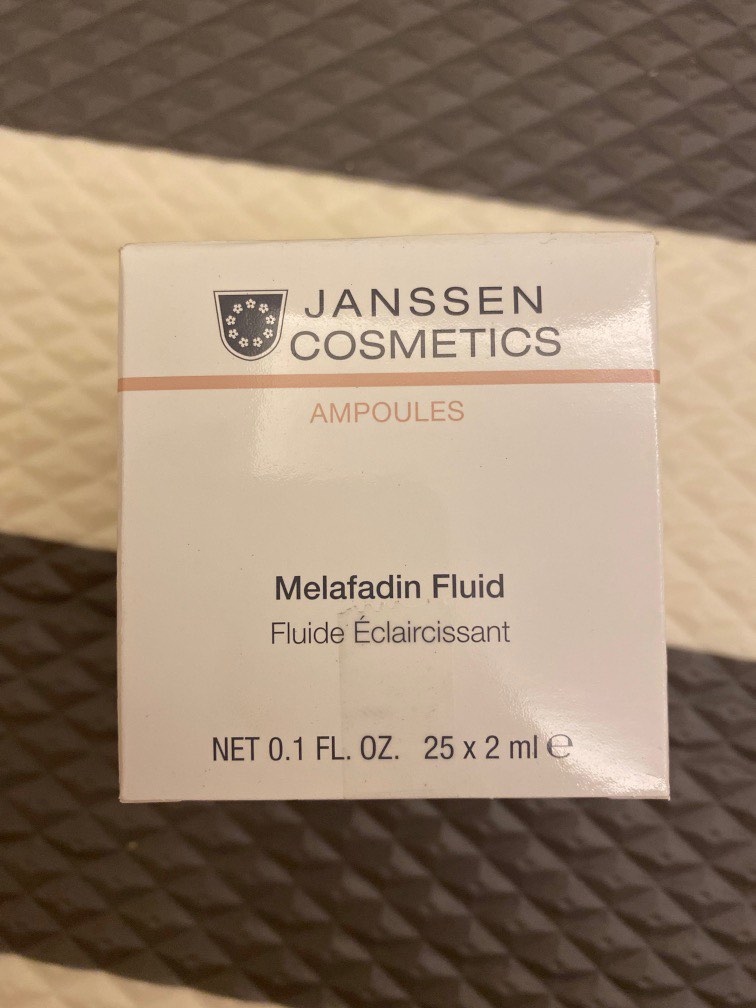 JANSSEN
COSMETICS
AMPOULES
Melafadin Fluid
Fluide Éclaircissant
NET 0.1 FL. OZ. 25 x 2 ml ℮